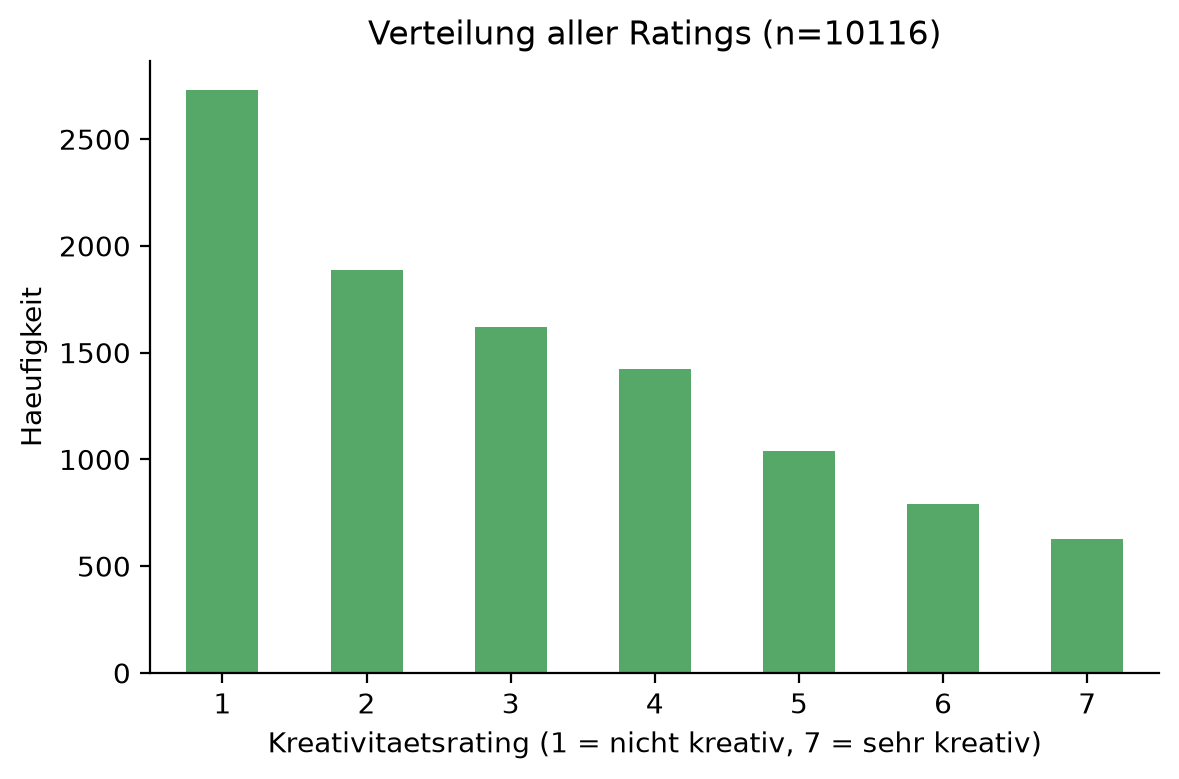 Verteilung aller Ratings (n=10116)
Haeufigkeit
2500
2000
1500
1000
500
0
1 2 3 4 5 6 7
Kreativitaetsrating (1 = nicht kreativ, 7 = sehr kreativ)